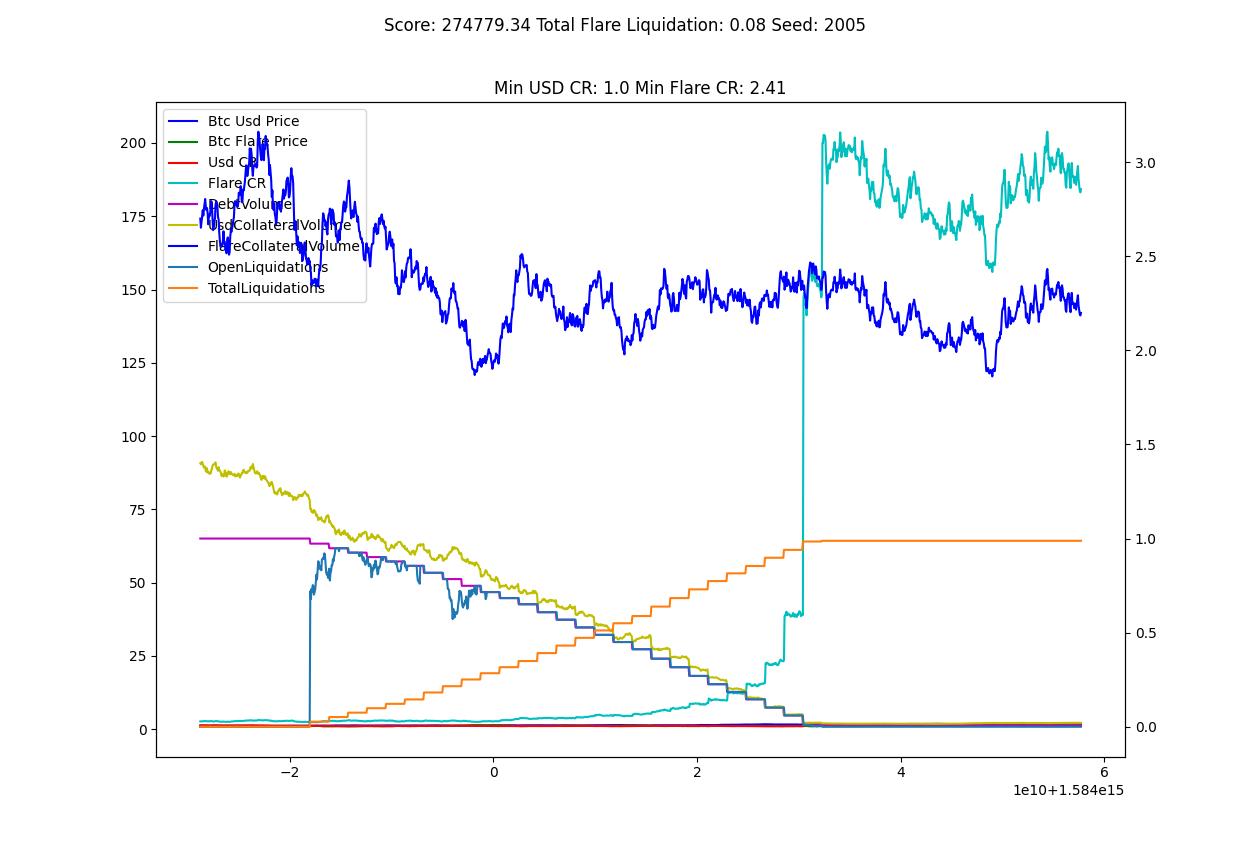 Score: 274779.34 Total Flare Liquidation: 0.08 Seed: 2005
Min USD CR: 1.0 Min Flare CR: 2.41
Btc Usd Price
Btc Flare Price
Usd CR
Flare CR
DebtVolume
UsdCollateralVolume
FlareCollateralVolume
OpenLiquidations
TotalLiquidations
200
175
150
125
100
75
50
25
0
3.0
2.5
2.0
1.5
1.0
0.5
0.0
−2
0
2
4
6
1e10+1.584e15